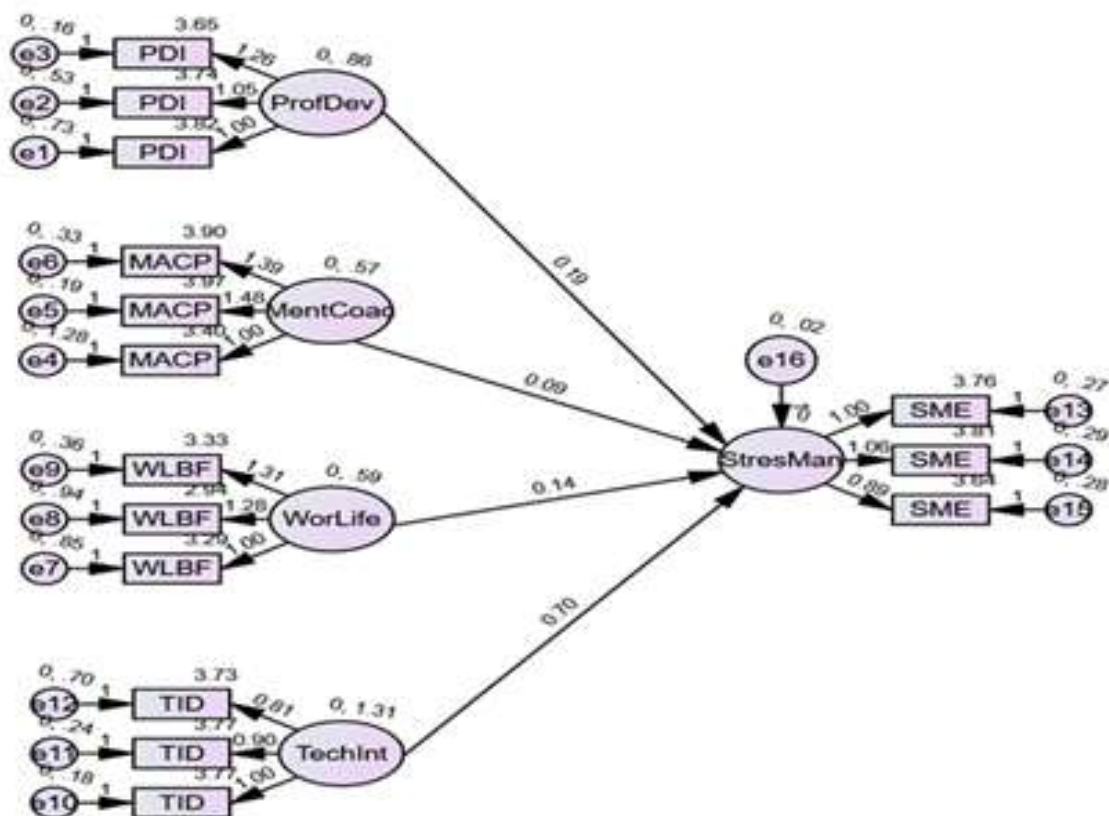 0, .16
3.65
e3
1
PDI
1.26
0, .86
0, .53
3.74
e2
1
PDI
1.05
ProfDev
0, .73
3.82
1.00
e1
1
PDI
0, .33
3.90
e6
1
MACP
1.39
0, .57
0, .19
3.97
e5
1
MACP
1.48
MentCoac
0, 1.28
3.40
1.00
e4
1
MACP
0, .36
3.33
e9
1
WLBF
1.31
0, .59
0, .94
2.94
e8
1
WLBF
1.28
WorLife
0, .85
3.29
1.00
e7
1
WLBF
0, .70
3.73
e12
1
TID
0.81
0, 1.31
0, .24
3.77
e11
1
TID
0.90
TechInt
0, .18
3.77
1.00
e10
1
TID
0.19
0.09
0.14
0.70
0, .02
e16
1
0
StresMan
3.76
0, .27
1.00
SME
1
e13
3.81
0, .29
1.06
SME
1
e14
3.64
0, .28
0.89
SME
1
e15